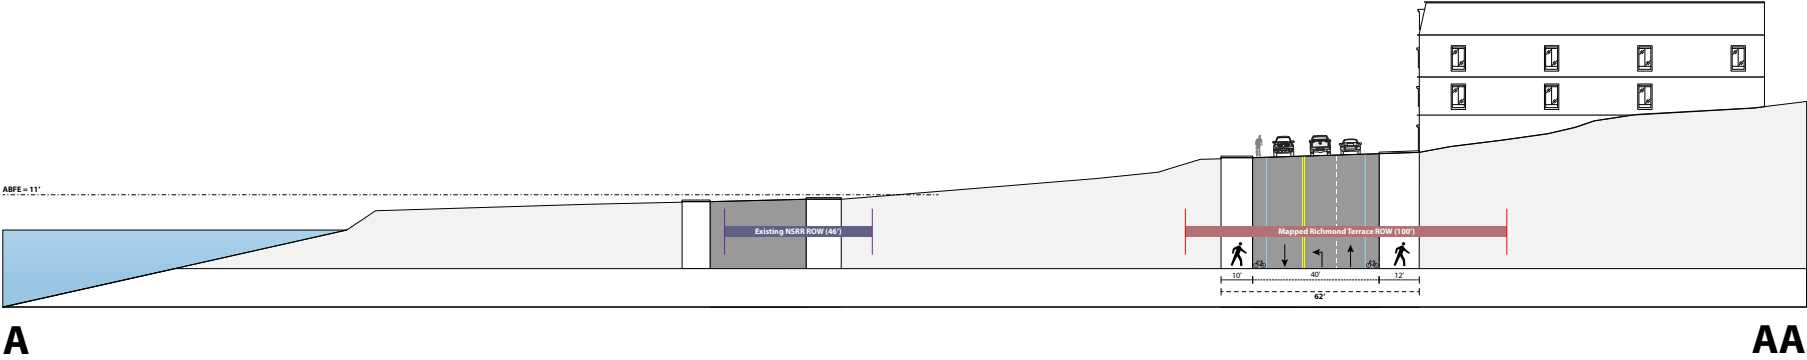 ABFE = 11'
Existing NSRR ROW (46')
Mapped Richmond Terrace ROW (100')
10'
40'
12'
62'
A
AA